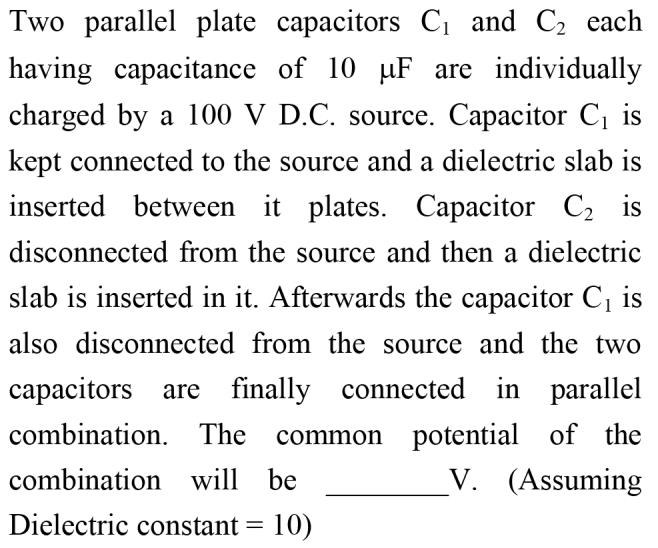 Two parallel plate capacitors C₁ and C₂ each
having capacitance of 10 μF are individually
charged by a 100 V D.C. source. Capacitor C₁ is
kept connected to the source and a dielectric slab is
inserted between it plates. Capacitor C₂ is
disconnected from the source and then a dielectric
slab is inserted in it. Afterwards the capacitor C₁ is
also disconnected from the source and the two
capacitors are finally connected in parallel
combination. The common potential of the
combination will be ________V. (Assuming
Dielectric constant = 10)